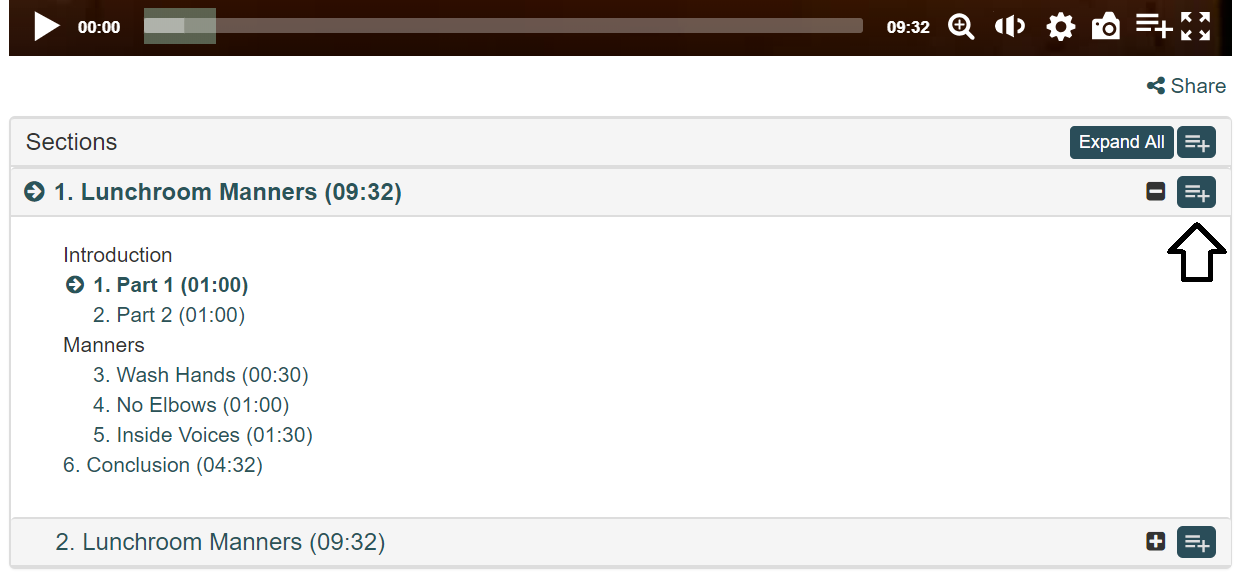 00:00 09:32
Share
Sections Expand All
1. Lunchroom Manners (09:32)
Introduction
1. Part 1 (01:00)
2. Part 2 (01:00)
Manners
3. Wash Hands (00:30)
4. No Elbows (01:00)
5. Inside Voices (01:30)
6. Conclusion (04:32)
2. Lunchroom Manners (09:32)